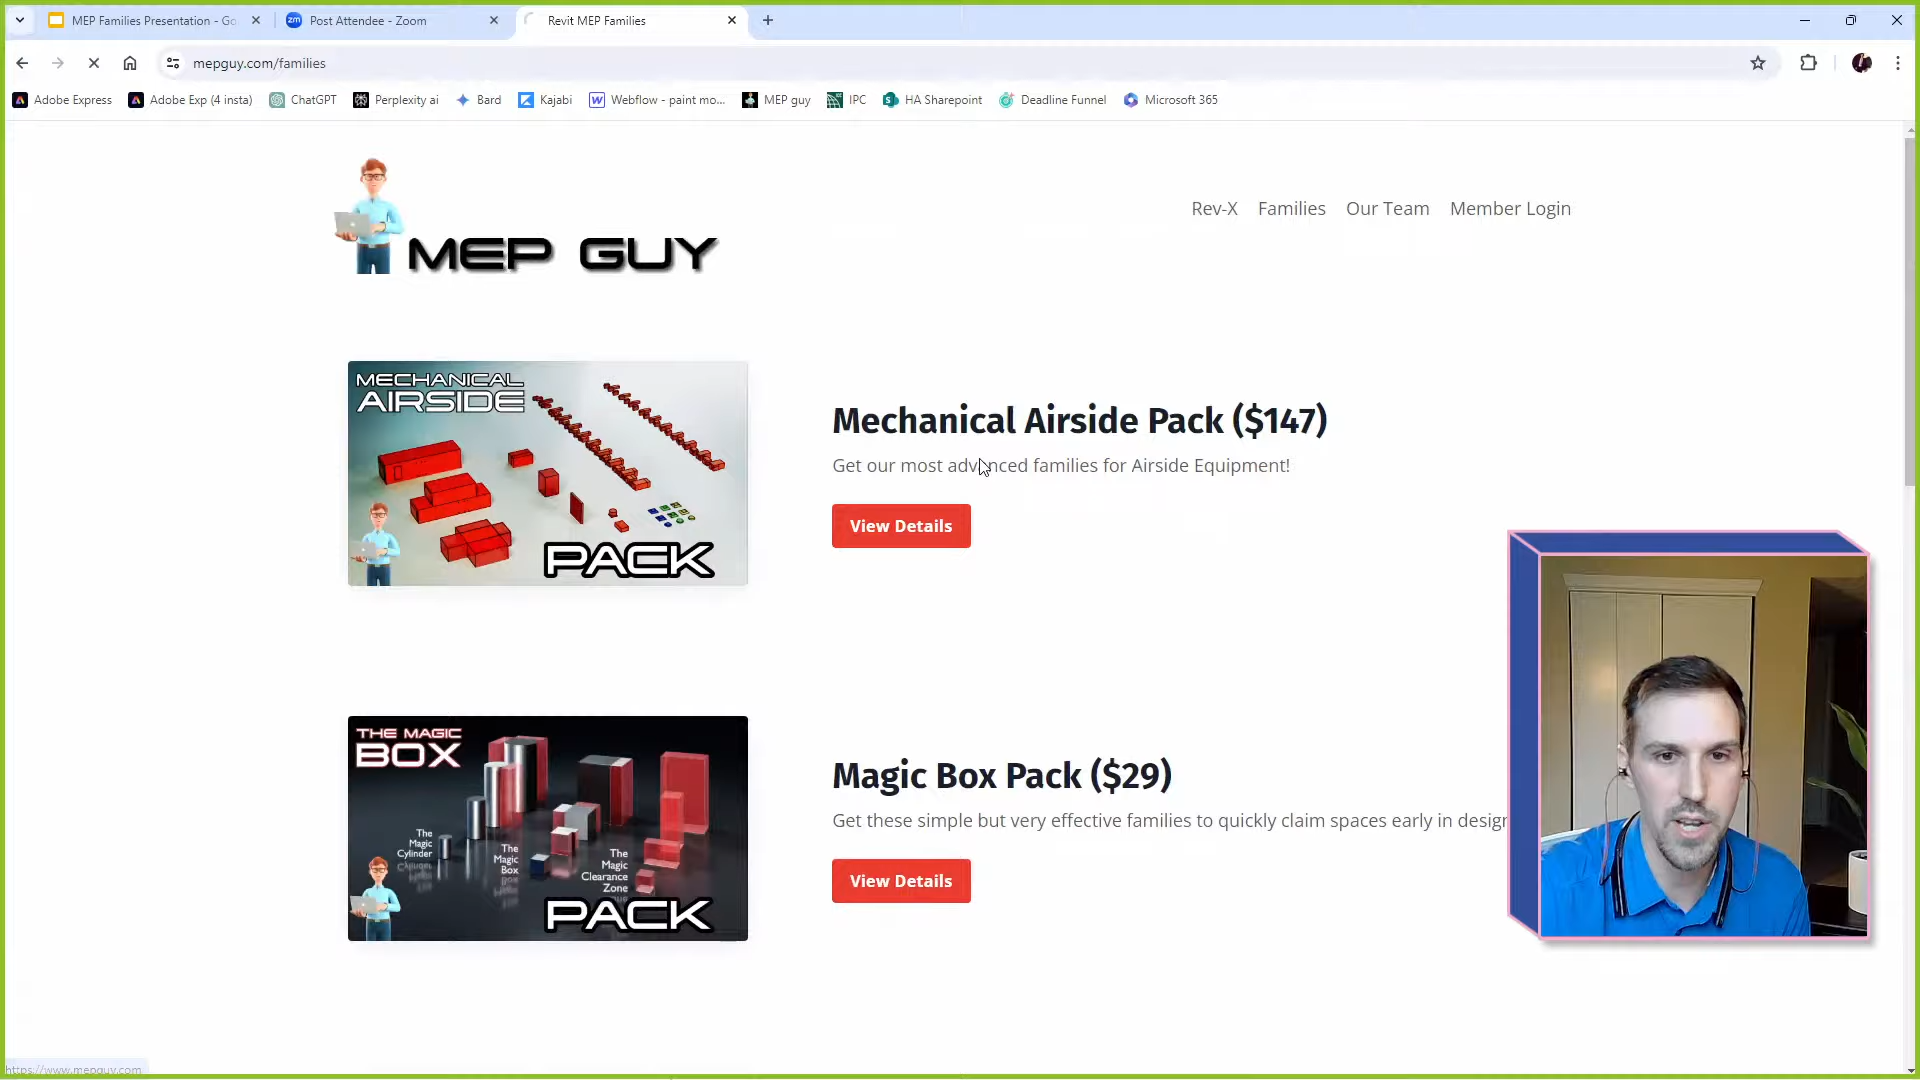 MEP Families Presentation - Go
Post Attendee - Zoom
Revit MEP Families
mepguy.com/families
Adobe Express
Adobe Exp (4 insta)
ChatGPT
Perplexity ai
Bard
Kajabi
Webflow - paint mo...
MEP guy
IPC
HA Sharepoint
Deadline Funnel
Microsoft 365
MEP GUY
Rev-X
Families
Our Team
Member Login
MECHANICAL
AIRSIDE
PACK
Mechanical Airside Pack ($147)
Get our most advanced families for Airside Equipment!
View Details
THE MAGIC
BOX
The
Magic
Cylinder
The
Magic
Box
The
Magic
Clearance
Zone
PACK
Magic Box Pack ($29)
Get these simple but very effective families to quickly claim spaces early in design
View Details
https://www.mepguy.com